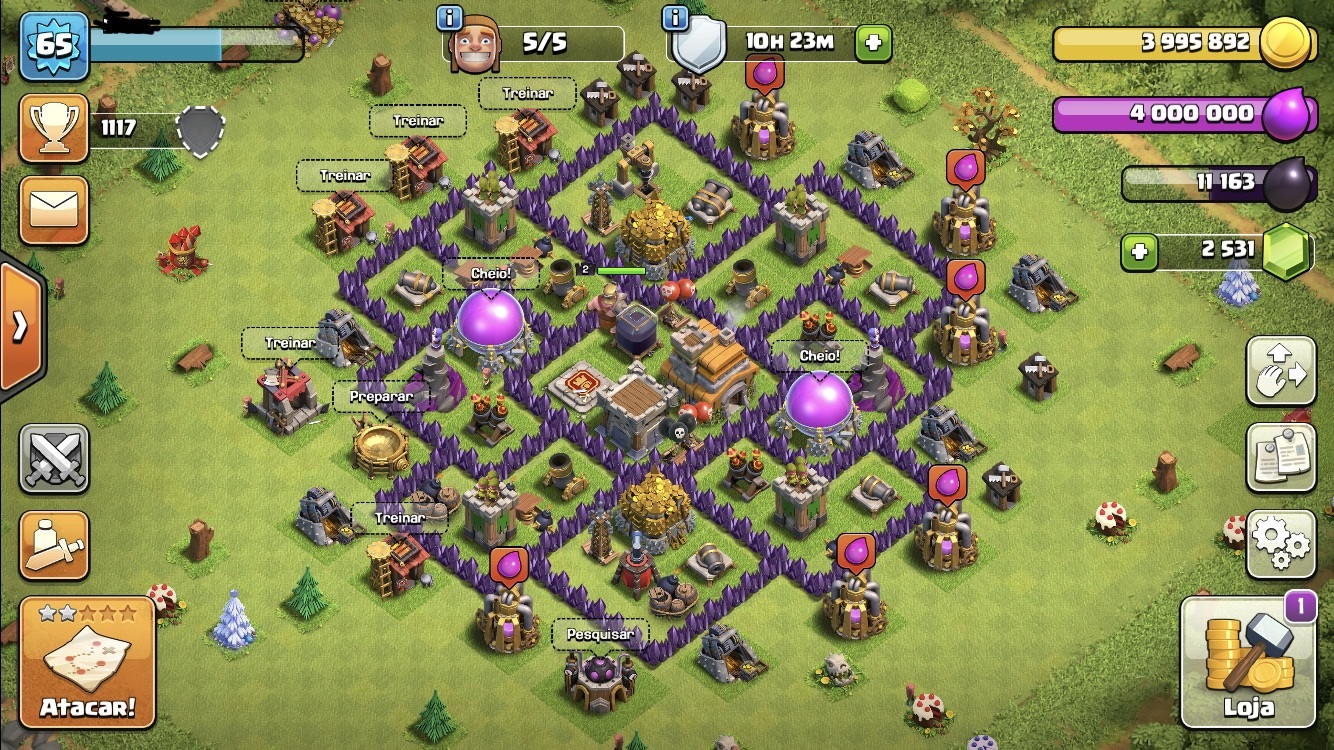 65
5/5
10H 23M
3 995 892
1117
4 000 000
11 163
2 531
Treinar
Treinar
Treinar
Cheio!
2
Treinar
Cheio!
Preparar
Treinar
Pesquisar
Atacar!
1
Loja